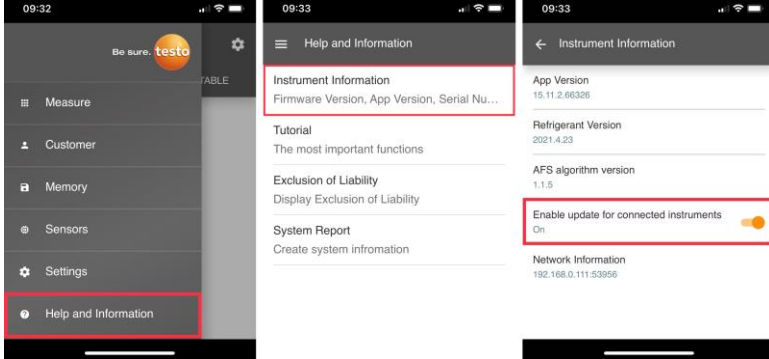 09:32
Be sure. testo
TABLE
Measure
Customer
Memory
Sensors
Settings
Help and Information
09:33
Help and Information
Instrument Information
Firmware Version, App Version, Serial Nu...
Tutorial
The most important functions
Exclusion of Liability
Display Exclusion of Liability
System Report
Create system infromation
09:33
Instrument Information
App Version
15.11.2.66326
Refrigerant Version
2021.4.23
AFS algorithm version
1.1.5
Enable update for connected instruments
On
Network Information
192.168.0.111:53956